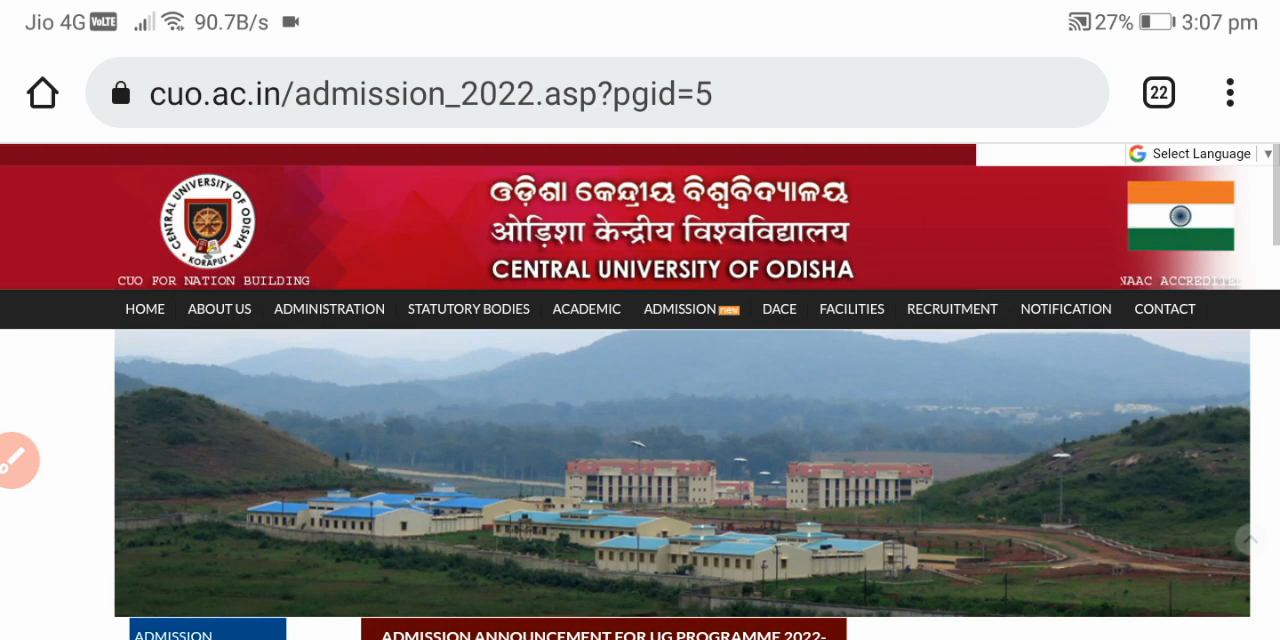 Jio 4G VoLTE 90.7B/s 27% 3:07 pm
cuo.ac.in/admission_2022.asp?pgid=5 22
Select Language
CENTRAL UNIVERSITY OF ODISHA
KORAPUT
ଓଡ଼ିଶା କେନ୍ଦ୍ରୀୟ ବିଶ୍ୱବିଦ୍ୟାଳୟ
ओड़िशा केन्द्रीय विश्वविद्यालय
CENTRAL UNIVERSITY OF ODISHA
CUO FOR NATION BUILDING NAAC ACCREDITED
HOME ABOUT US ADMINISTRATION STATUTORY BODIES ACADEMIC ADMISSION new DACE FACILITIES RECRUITMENT NOTIFICATION CONTACT
ADMISSION ADMISSION ANNOUNCEMENT FOR UG PROGRAMME 2022-